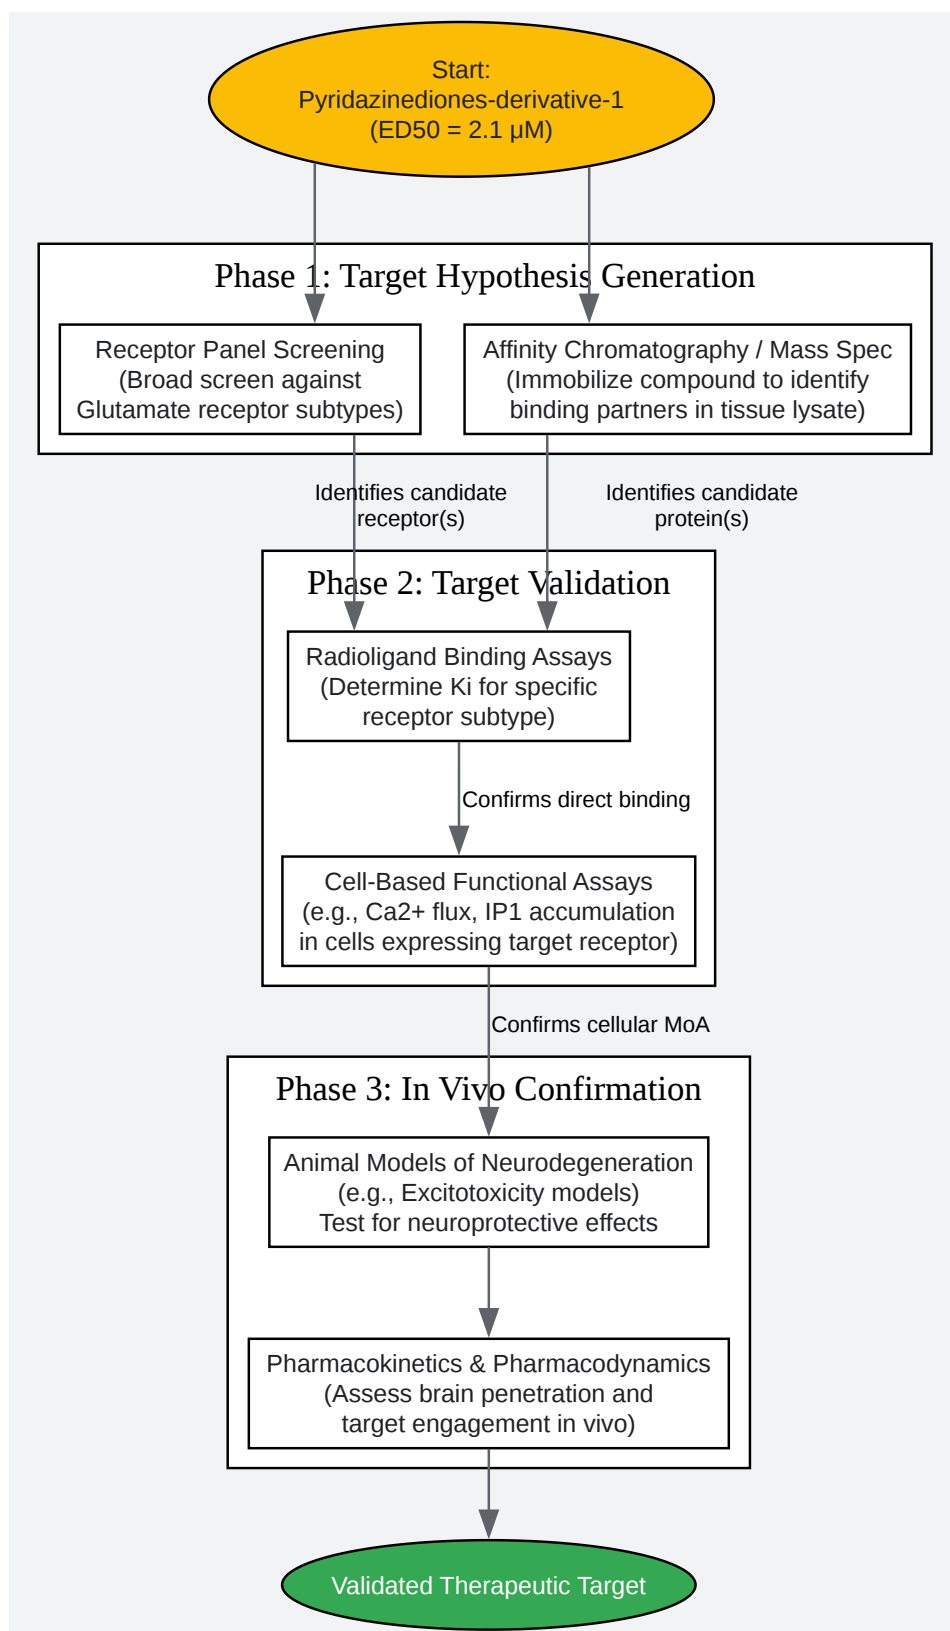 Start:
Pyridazinediones-derivative-1
(ED50 = 2.1 μM)
Phase 1: Target Hypothesis Generation
Receptor Panel Screening
(Broad screen against
Glutamate receptor subtypes)
Affinity Chromatography / Mass Spec
(Immobilize compound to identify
binding partners in tissue lysate)
Identifies candidate
receptor(s)
Identifies candidate
protein(s)
Phase 2: Target Validation
Radioligand Binding Assays
(Determine Ki for specific
receptor subtype)
Confirms direct binding
Cell-Based Functional Assays
(e.g., Ca2+ flux, IP1 accumulation
in cells expressing target receptor)
Confirms cellular MoA
Phase 3: In Vivo Confirmation
Animal Models of Neurodegeneration
(e.g., Excitotoxicity models)
Test for neuroprotective effects
Pharmacokinetics & Pharmacodynamics
(Assess brain penetration and
target engagement in vivo)
Validated Therapeutic Target